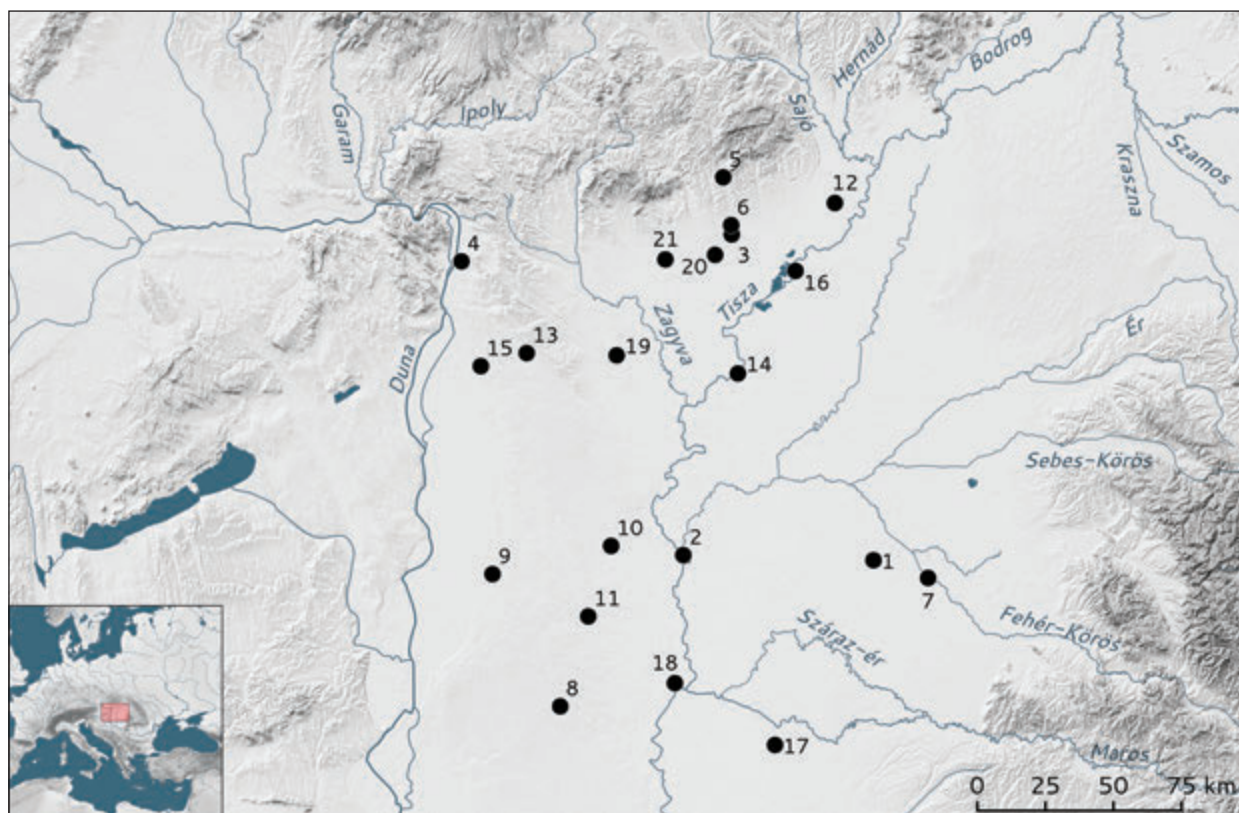 Hernád
Bodrog
Garam
Ipoly
Sajó
Kraszna
Szamos
5
12
6
4
21
20
3
16
Tisza
Zagyva
Ér
Duna
15
13
19
14
Sebes-Körös
10
2
9
1
7
11
Fehér-Körös
Száraz-ér
18
8
17
Maros
0 25 50 75 km